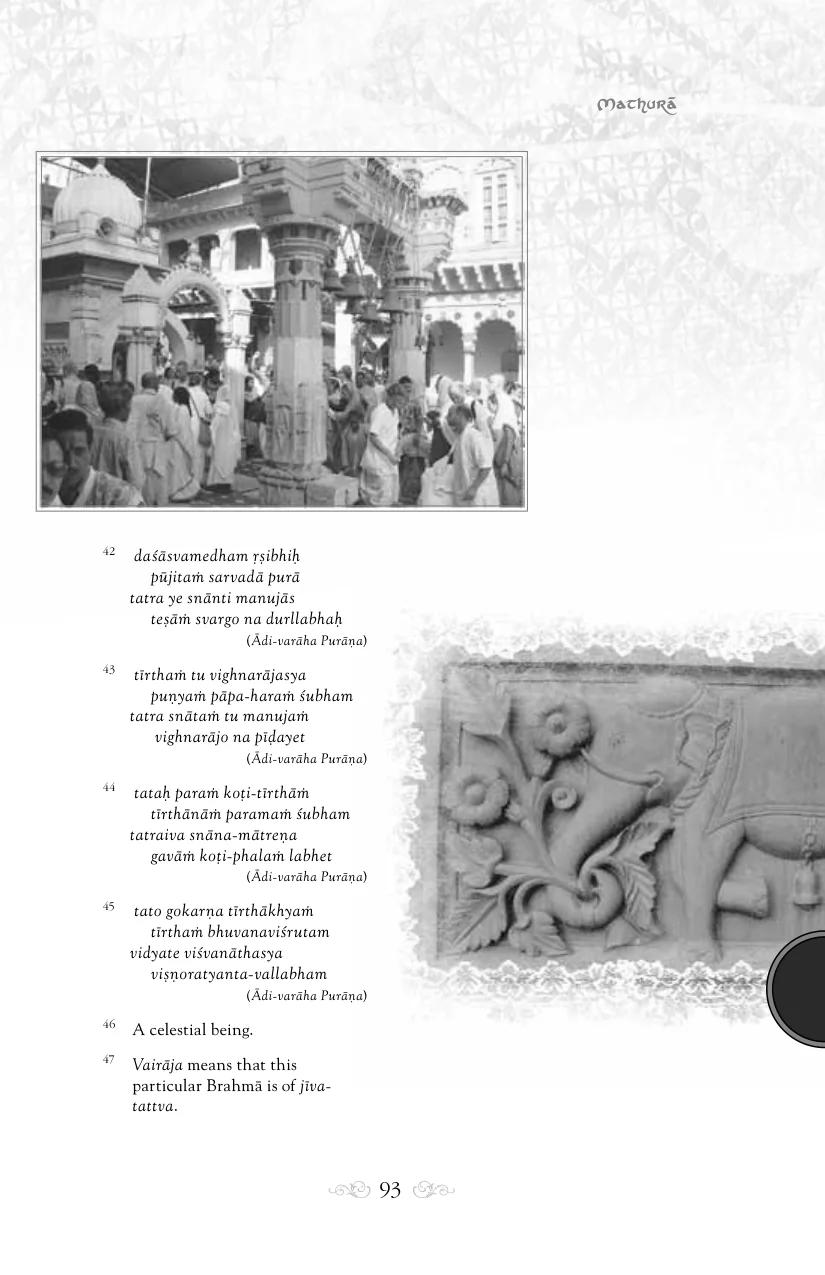 Mathurā
42 daśāsvamedham ṛṣibhiḥ
pūjitaṁ sarvadā purā
tatra ye snānti manujās
teṣāṁ svargo na durllabhaḥ
(Ādi-varāha Purāṇa)
43 tīrthaṁ tu vighnarājasya
puṇyaṁ pāpa-haraṁ śubham
tatra snātaṁ tu manujaṁ
vighnarājo na pīḍayet
(Ādi-varāha Purāṇa)
44 tataḥ paraṁ koṭi-tīrthāṁ
tīrthānāṁ paramaṁ śubham
tatraiva snāna-mātreṇa
gavāṁ koṭi-phalaṁ labhet
(Ādi-varāha Purāṇa)
45 tato gokarṇa tīrthākhyaṁ
tīrthaṁ bhuvanaviśrutam
vidyate viśvanāthasya
viṣṇoratyanta-vallabham
(Ādi-varāha Purāṇa)
46 A celestial being.
47 Vairāja means that this
particular Brahmā is of jīva-
tattva.
93